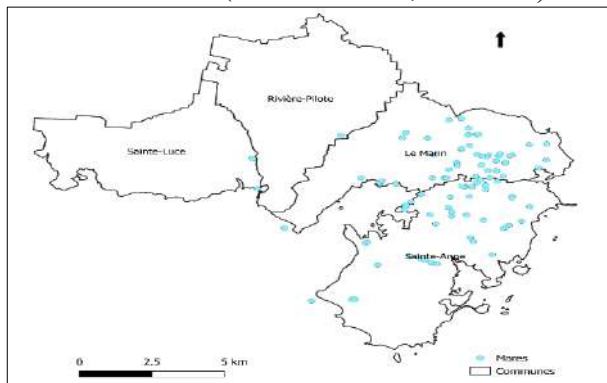 Rivière-Pilote
Sainte-Luce
Le Marin
Sainte-Anne
0 2.5 5 km
Mares
Communes